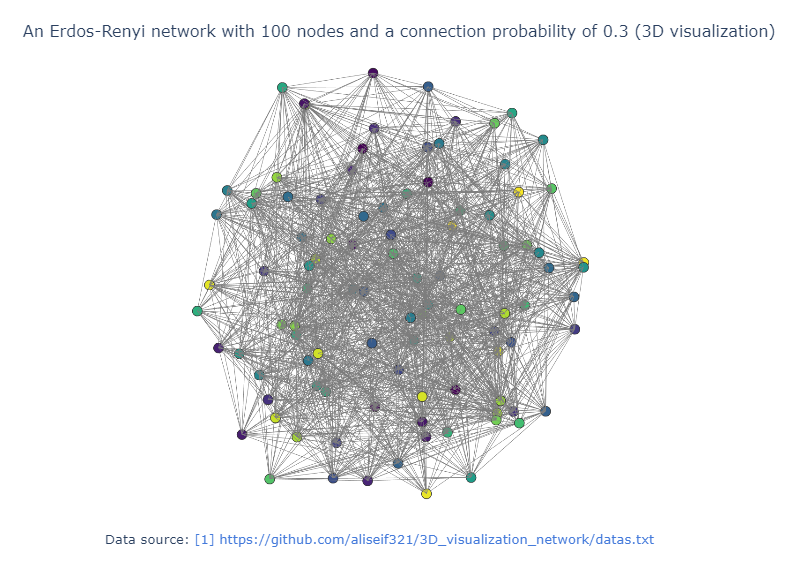 An Erdos-Renyi network with 100 nodes and a connection probability of 0.3 (3D visualization)
Data source: [1] https://github.com/aliseif321/3D_visualization_network/datas.txt